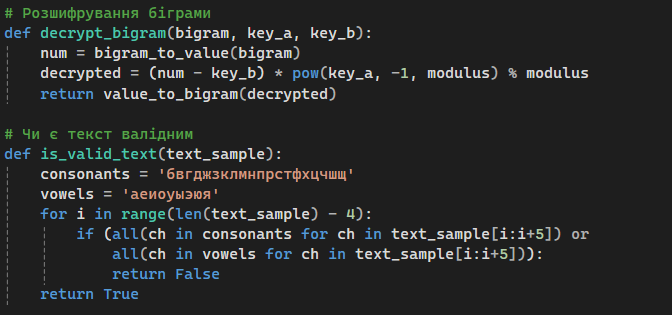 # Розшифрування біграми
def decrypt_bigram(bigram, key_a, key_b):
    num = bigram_to_value(bigram)
    decrypted = (num - key_b) * pow(key_a, -1, modulus) % modulus
    return value_to_bigram(decrypted)

# Чи є текст валідним
def is_valid_text(text_sample):
    consonants = 'бвгджзклмнпрстфхцчшщ'
    vowels = 'аеиоуыэюя'
    for i in range(len(text_sample) - 4):
        if (all(ch in consonants for ch in text_sample[i:i+5]) or
            all(ch in vowels for ch in text_sample[i:i+5])):
            return False
    return True